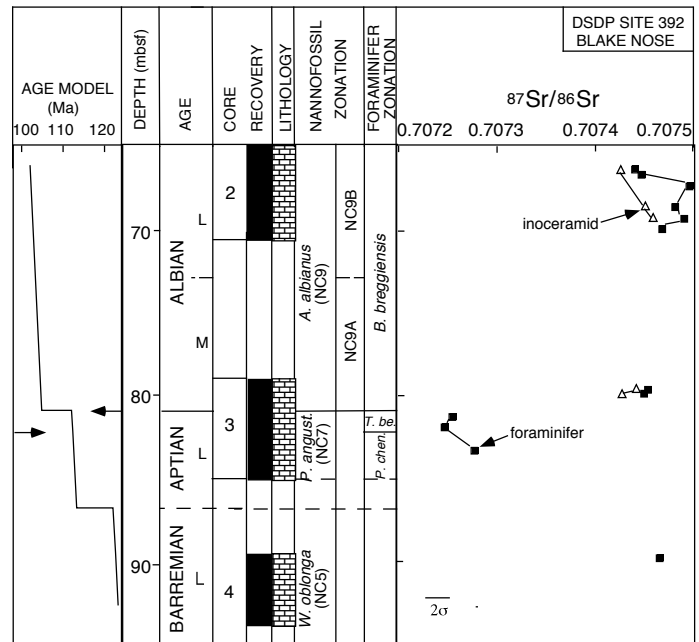 DSDP SITE 392
BLAKE NOSE
AGE MODEL
(Ma)
100 110 120
DEPTH (mbsf)
AGE
CORE
RECOVERY
LITHOLOGY
NANNOFOSSIL
ZONATION
FORAMINIFER
ZONATION
87Sr/86Sr
0.7072 0.7073 0.7074 0.7075
70
80
90
ALBIAN
L
M
APTIAN
L
BARREMIAN
L
2
3
4
A. albianus
(NC9)
P. angust.
(NC7)
W. oblonga
(NC5)
NC9B
NC9A
B. breggiensis
T. be.
P. chen.
inoceramid
foraminifer
2σ